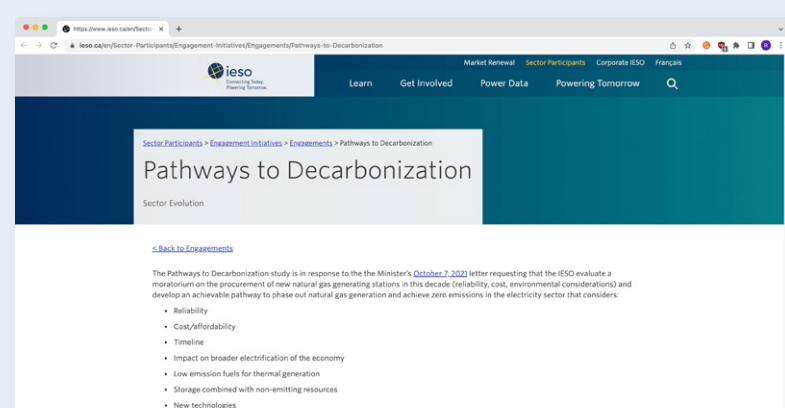 https://www.ieso.ca/en/Sector
ieso.ca/en/Sector-Participants/Engagement-Initiatives/Engagements/Pathways-to-Decarbonization
R
ieso
Connecting Today.
Powering Tomorrow.
Market Renewal Sector Participants Corporate IESO Français
Learn Get Involved Power Data Powering Tomorrow
Sector Participants > Engagement Initiatives > Engagements > Pathways to Decarbonization
Pathways to Decarbonization
Sector Evolution
< Back to Engagements
The Pathways to Decarbonization study is in response to the the Minister's October 7, 2021 letter requesting that the IESO evaluate a
moratorium on the procurement of new natural gas generating stations in this decade (reliability, cost, environmental considerations) and
develop an achievable pathway to phase out natural gas generation and achieve zero emissions in the electricity sector that considers:
• Reliability
• Cost/affordability
• Timeline
• Impact on broader electrification of the economy
• Low emission fuels for thermal generation
• Storage combined with non-emitting resources
• New technologies